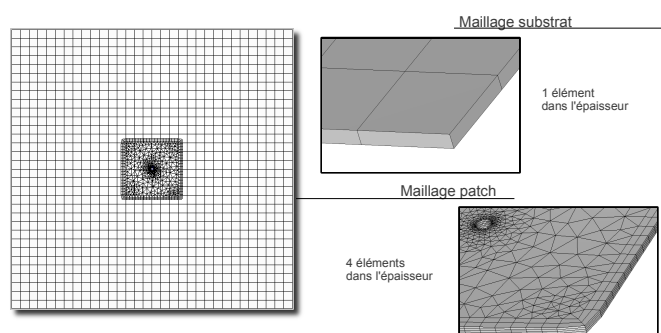 Maillage substrat
1 élément
dans l'épaisseur
Maillage patch
4 éléments
dans l'épaisseur